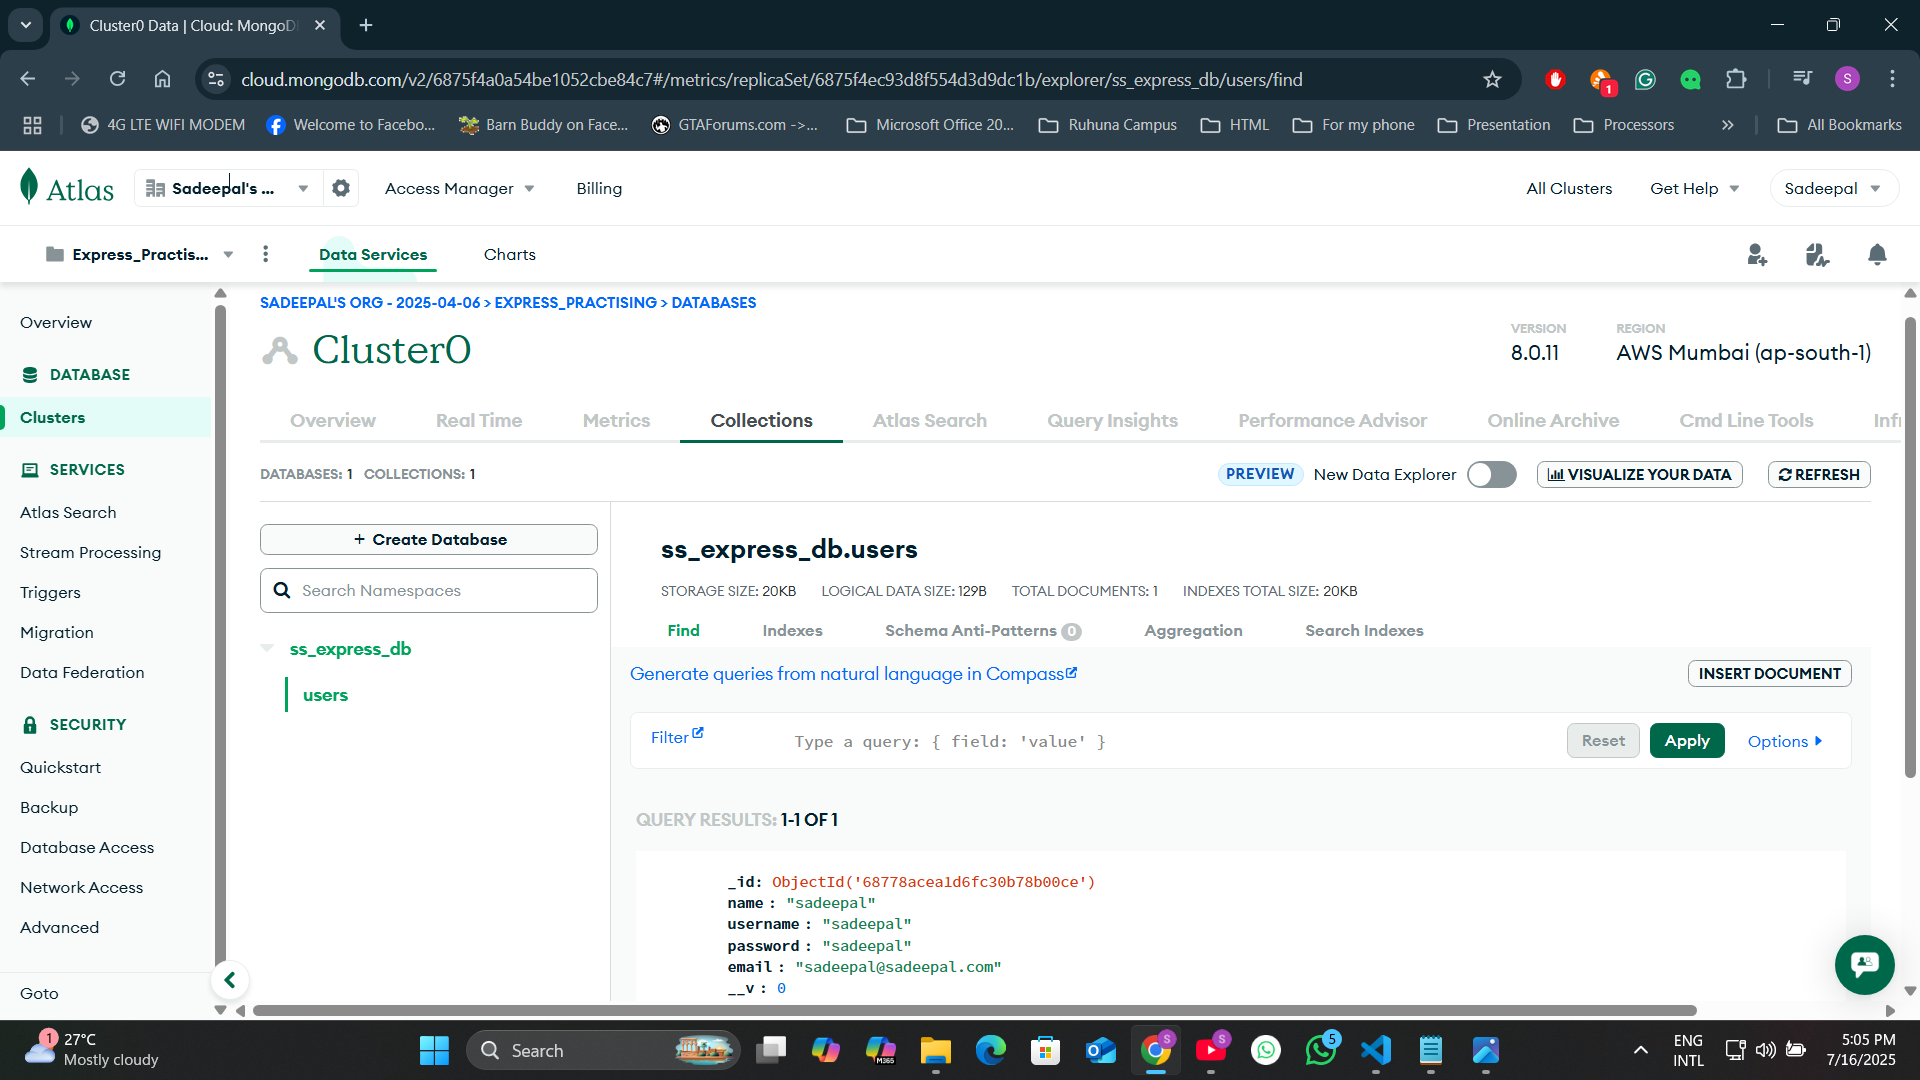 Cluster0 Data | Cloud: MongoD
cloud.mongodb.com/v2/6875f4a0a54be1052cbe84c7#/metrics/replicaSet/6875f4ec93d8f554d3d9dc1b/explorer/ss_express_db/users/find
1
S
4G LTE WIFI MODEM
Welcome to Facebo...
Barn Buddy on Face...
GTAForums.com ->...
Microsoft Office 20...
Ruhuna Campus
HTML
For my phone
Presentation
Processors
All Bookmarks
Atlas
Sadeepal's ...
Access Manager
Billing
All Clusters
Get Help
Sadeepal
Express_Practis...
Data Services
Charts
Overview
DATABASE
Clusters
SERVICES
Atlas Search
Stream Processing
Triggers
Migration
Data Federation
SECURITY
Quickstart
Backup
Database Access
Network Access
Advanced
Goto
SADEEPAL'S ORG - 2025-04-06 > EXPRESS_PRACTISING > DATABASES
Cluster0
VERSION
8.0.11
REGION
AWS Mumbai (ap-south-1)
Overview
Real Time
Metrics
Collections
Atlas Search
Query Insights
Performance Advisor
Online Archive
Cmd Line Tools
Infr
DATABASES: 1 COLLECTIONS: 1
PREVIEW
New Data Explorer
VISUALIZE YOUR DATA
REFRESH
+ Create Database
Search Namespaces
ss_express_db
users
ss_express_db.users
STORAGE SIZE: 20KB
LOGICAL DATA SIZE: 129B
TOTAL DOCUMENTS: 1
INDEXES TOTAL SIZE: 20KB
Find
Indexes
Schema Anti-Patterns 0
Aggregation
Search Indexes
Generate queries from natural language in Compass
INSERT DOCUMENT
Filter
Type a query: { field: 'value' }
Reset
Apply
Options
QUERY RESULTS: 1-1 OF 1
_id: ObjectId('68778acea1d6fc30b78b00ce')
name : "sadeepal"
username : "sadeepal"
password : "sadeepal"
email : "sadeepal@sadeepal.com"
__v : 0
1
27°C
Mostly cloudy
Search
M365
S
S
5
ENG
INTL
5:05 PM
7/16/2025